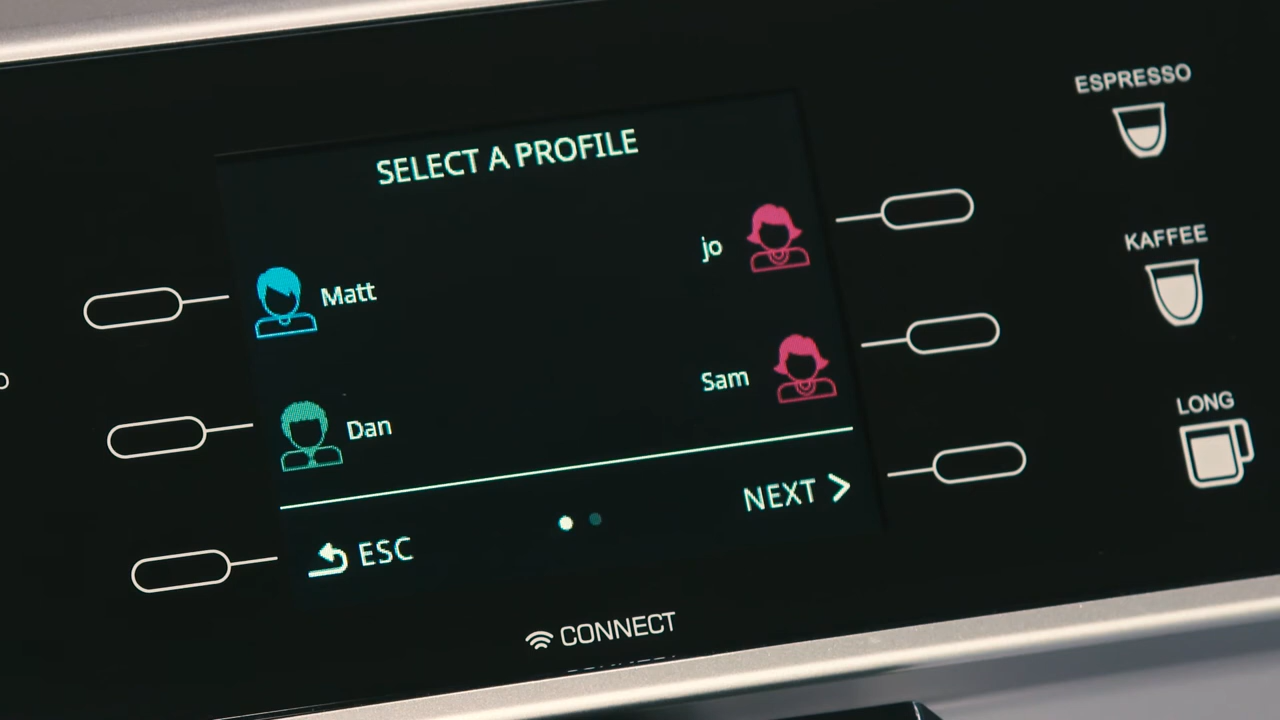 SELECT A PROFILE
Matt
jo
Dan
Sam
ESC
NEXT
CONNECT
ESPRESSO
KAFFEE
LONG